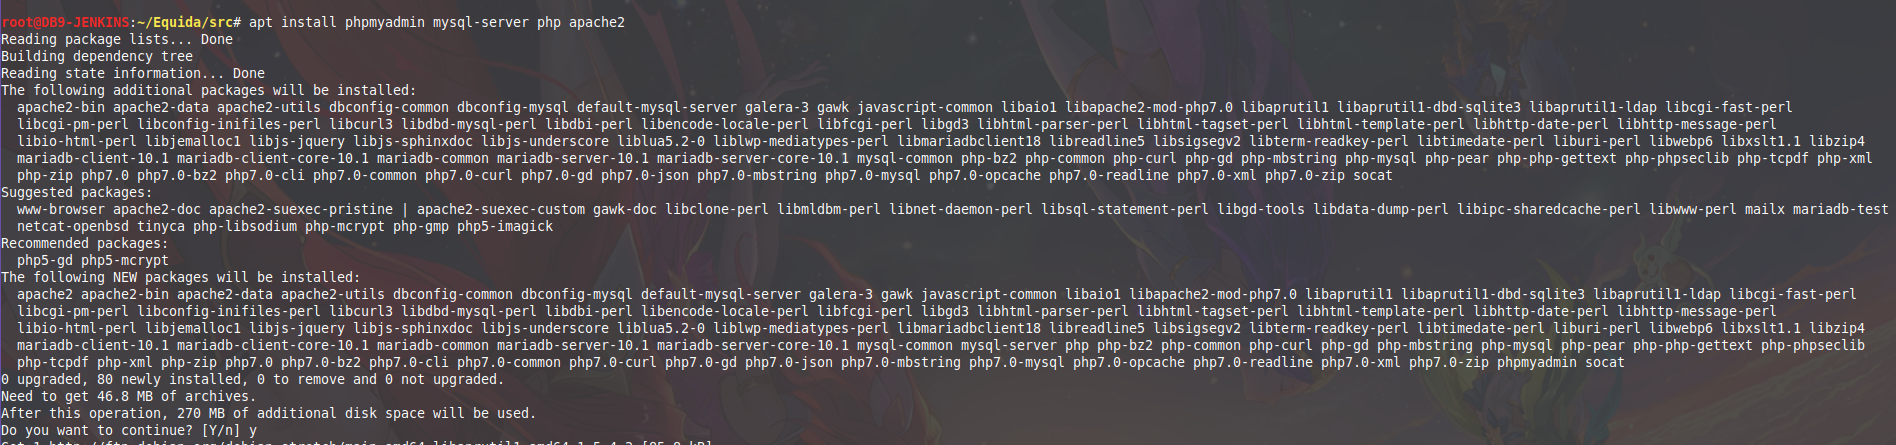 root@DB9-JENKINS:~/Equida/src# apt install phpmyadmin mysql-server php apache2
Reading package lists... Done
Building dependency tree
Reading state information... Done
The following additional packages will be installed:
  apache2-bin apache2-data apache2-utils dbconfig-common dbconfig-mysql default-mysql-server galera-3 gawk javascript-common libaio1 libapache2-mod-php7.0 libaprutil1 libaprutil1-dbd-sqlite3 libaprutil1-ldap libcgi-fast-perl
  libcgi-pm-perl libconfig-inifiles-perl libcurl3 libdbd-mysql-perl libdbi-perl libencode-locale-perl libfcgi-perl libgd3 libhtml-parser-perl libhtml-tagset-perl libhtml-template-perl libhttp-date-perl libhttp-message-perl
  libio-html-perl libjemalloc1 libjs-jquery libjs-sphinxdoc libjs-underscore liblua5.2-0 liblwp-mediatypes-perl libmariadbclient18 libreadline5 libsigsegv2 libterm-readkey-perl libtimedate-perl liburi-perl libwebp6 libxslt1.1 libzip4
  mariadb-client-10.1 mariadb-client-core-10.1 mariadb-common mariadb-server-10.1 mariadb-server-core-10.1 mysql-common php-bz2 php-common php-curl php-gd php-mbstring php-mysql php-pear php-php-gettext php-phpseclib php-tcpdf php-xml
  php-zip php7.0 php7.0-bz2 php7.0-cli php7.0-common php7.0-curl php7.0-gd php7.0-json php7.0-mbstring php7.0-mysql php7.0-opcache php7.0-readline php7.0-xml php7.0-zip socat
Suggested packages:
  www-browser apache2-doc apache2-suexec-pristine | apache2-suexec-custom gawk-doc libclone-perl libmldbm-perl libnet-daemon-perl libsql-statement-perl libgd-tools libdata-dump-perl libipc-sharedcache-perl libwww-perl mailx mariadb-test
  netcat-openbsd tinyca php-libsodium php-mcrypt php-gmp php5-imagick
Recommended packages:
  php5-gd php5-mcrypt
The following NEW packages will be installed:
  apache2 apache2-bin apache2-data apache2-utils dbconfig-common dbconfig-mysql default-mysql-server galera-3 gawk javascript-common libaio1 libapache2-mod-php7.0 libaprutil1 libaprutil1-dbd-sqlite3 libaprutil1-ldap libcgi-fast-perl
  libcgi-pm-perl libconfig-inifiles-perl libcurl3 libdbd-mysql-perl libdbi-perl libencode-locale-perl libfcgi-perl libgd3 libhtml-parser-perl libhtml-tagset-perl libhtml-template-perl libhttp-date-perl libhttp-message-perl
  libio-html-perl libjemalloc1 libjs-jquery libjs-sphinxdoc libjs-underscore liblua5.2-0 liblwp-mediatypes-perl libmariadbclient18 libreadline5 libsigsegv2 libterm-readkey-perl libtimedate-perl liburi-perl libwebp6 libxslt1.1 libzip4
  mariadb-client-10.1 mariadb-client-core-10.1 mariadb-common mariadb-server-10.1 mariadb-server-core-10.1 mysql-common mysql-server php php-bz2 php-common php-curl php-gd php-mbstring php-mysql php-pear php-php-gettext php-phpseclib
  php-tcpdf php-xml php-zip php7.0 php7.0-bz2 php7.0-cli php7.0-common php7.0-curl php7.0-gd php7.0-json php7.0-mbstring php7.0-mysql php7.0-opcache php7.0-readline php7.0-xml php7.0-zip phpmyadmin socat
0 upgraded, 80 newly installed, 0 to remove and 0 not upgraded.
Need to get 46.8 MB of archives.
After this operation, 270 MB of additional disk space will be used.
Do you want to continue? [Y/n] y